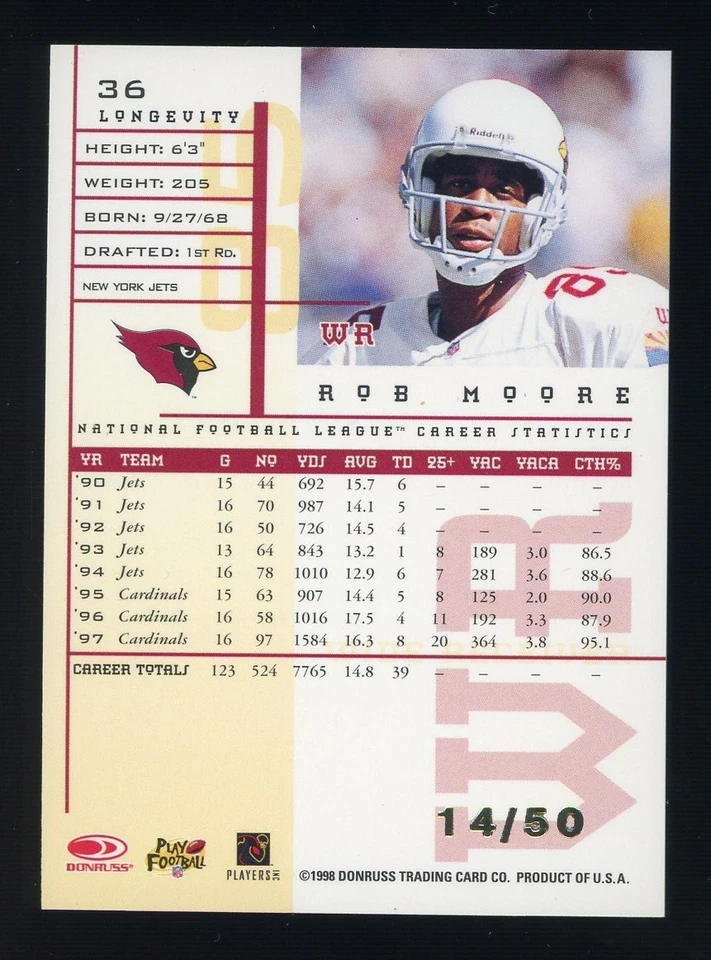 36
LONGEVITY
HEIGHT: 6'3"
WEIGHT: 205
BORN: 9/27/68
DRAFTED: 1ST RD.
NEW YORK JETS
85
Riddell
8
WR
ROB MOORE
NATIONAL FOOTBALL LEAGUE™ CAREER STATISTICS
YR TEAM G NO YDS AVG TD 25+ YAC YACA CTH%
'90 Jets 15 44 692 15.7 6 – – – –
'91 Jets 16 70 987 14.1 5 – – – –
'92 Jets 16 50 726 14.5 4 – – – –
'93 Jets 13 64 843 13.2 1 8 189 3.0 86.5
'94 Jets 16 78 1010 12.9 6 7 281 3.6 88.6
'95 Cardinals 15 63 907 14.4 5 8 125 2.0 90.0
'96 Cardinals 16 58 1016 17.5 4 11 192 3.3 87.9
'97 Cardinals 16 97 1584 16.3 8 20 364 3.8 95.1
WIDE RECEIVER
CAREER TOTALS 123 524 7765 14.8 39 – – – –
WR
14/50
DONRUSS®
PLAY FOOTBALL
PLAYERS INC
©1998 DONRUSS TRADING CARD CO. PRODUCT OF U.S.A.